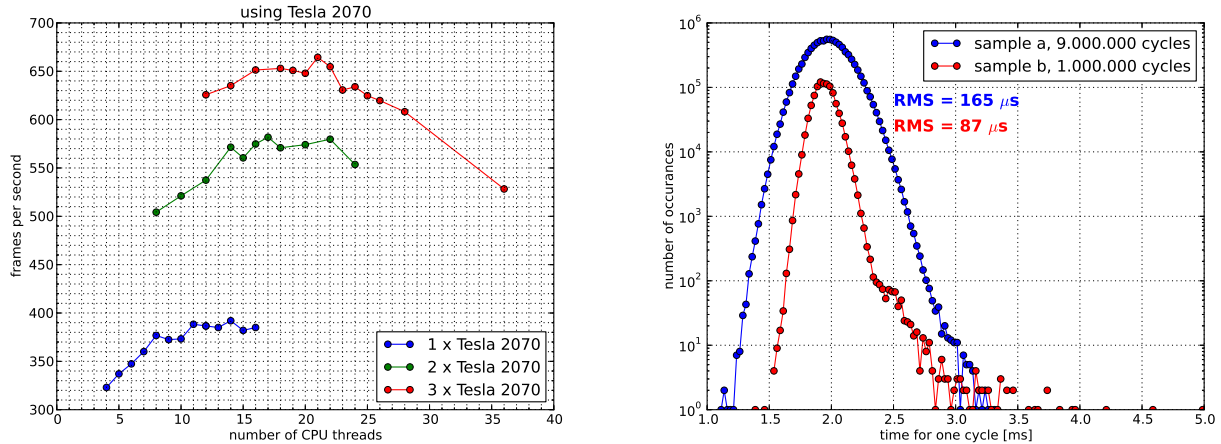 using Tesla 2070
700
650
600
550
500
450
400
350
300
frames per second
0 5 10 15 20 25 30 35 40
number of CPU threads
1 x Tesla 2070
2 x Tesla 2070
3 x Tesla 2070
10^6
10^5
10^4
10^3
10^2
10^1
10^0
number of occurances
sample a, 9.000.000 cycles
sample b, 1.000.000 cycles
RMS = 165 μs
RMS = 87 μs
1.0 1.5 2.0 2.5 3.0 3.5 4.0 4.5 5.0
time for one cycle [ms]